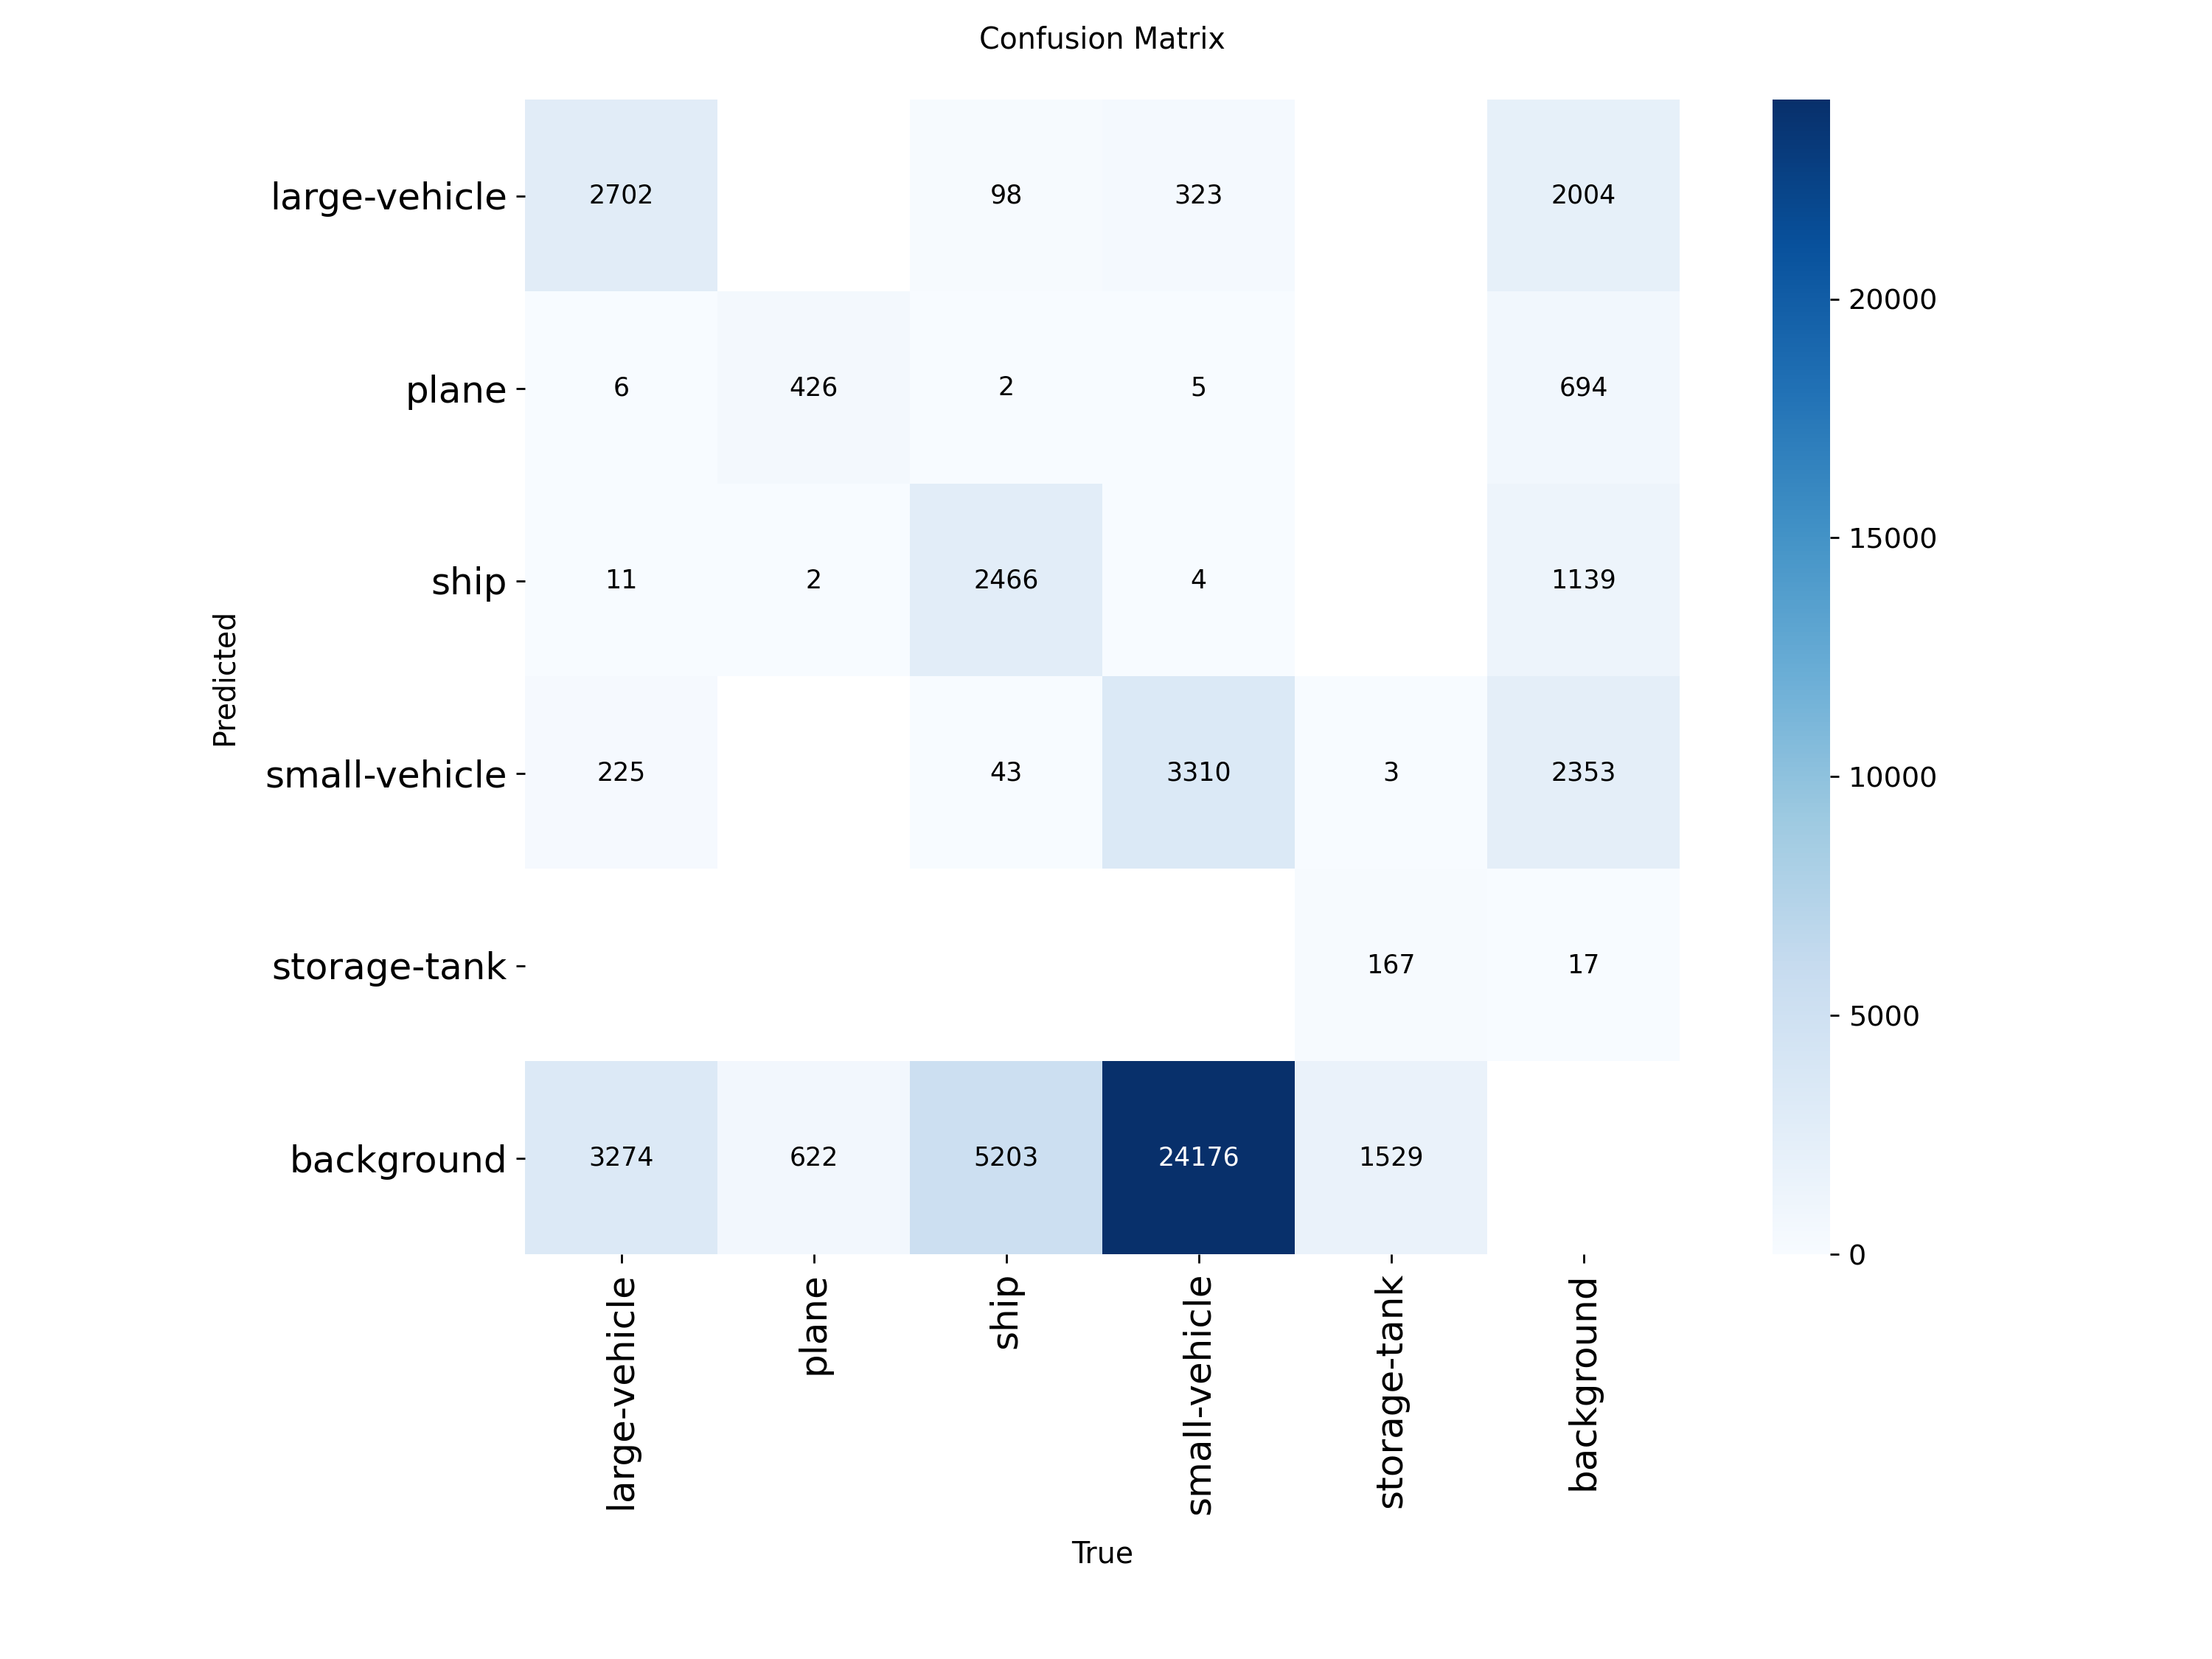 Confusion Matrix
large-vehicle 2702 98 323 2004
plane 6 426 2 5 694
ship 11 2 2466 4 1139
small-vehicle 225 43 3310 3 2353
storage-tank 167 17
background 3274 622 5203 24176 1529
Predicted
large-vehicle
plane
ship
small-vehicle
storage-tank
background
True
20000
15000
10000
5000
0